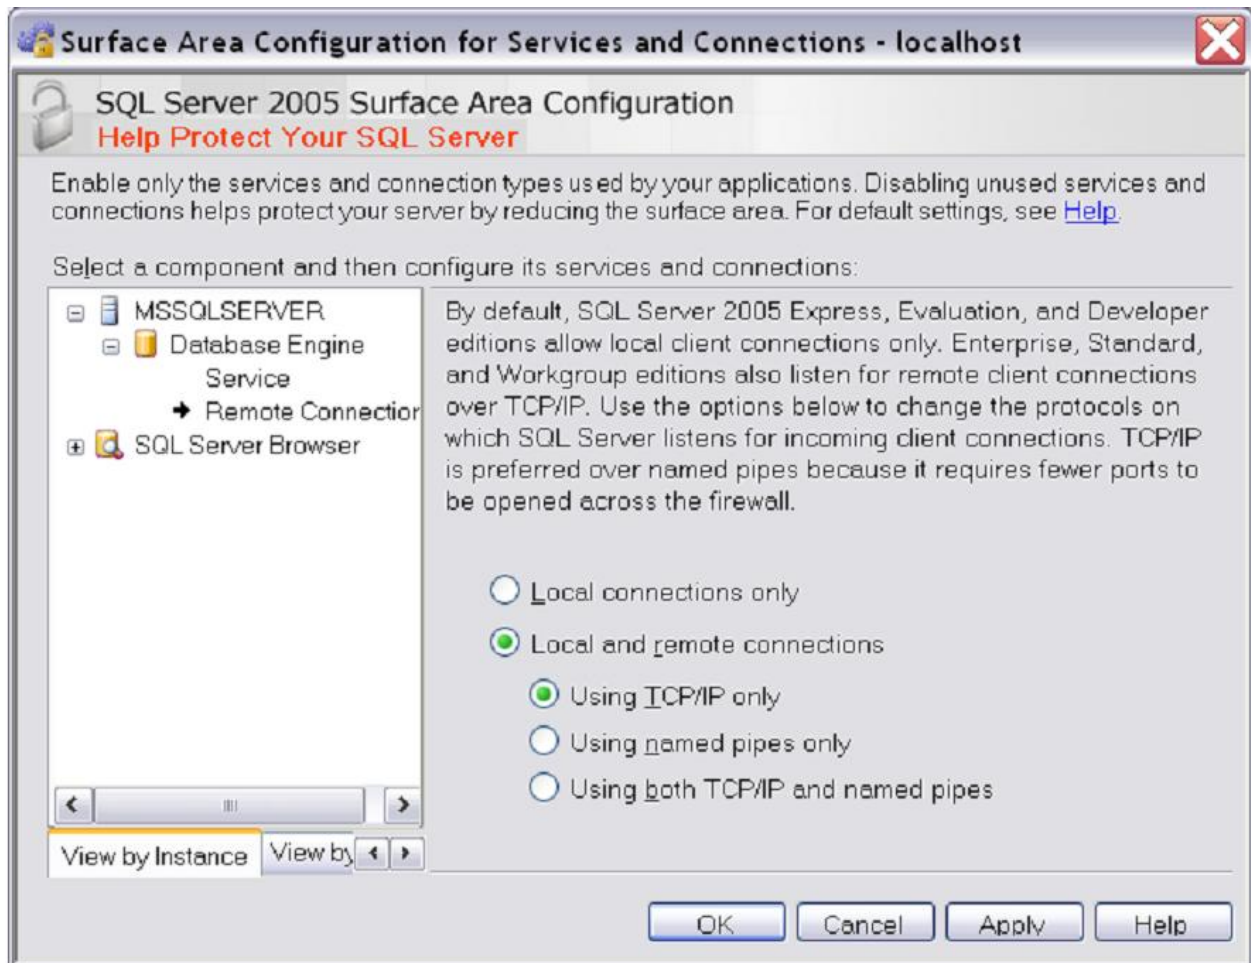 Surface Area Configuration for Services and Connections - localhost
SQL Server 2005 Surface Area Configuration
Help Protect Your SQL Server
Enable only the services and connection types used by your applications. Disabling unused services and
connections helps protect your server by reducing the surface area. For default settings, see Help.
Select a component and then configure its services and connections:
MSSQLSERVER
Database Engine
Service
Remote Connection
SQL Server Browser
View by Instance
View by
By default, SQL Server 2005 Express, Evaluation, and Developer
editions allow local client connections only. Enterprise, Standard,
and Workgroup editions also listen for remote client connections
over TCP/IP. Use the options below to change the protocols on
which SQL Server listens for incoming client connections. TCP/IP
is preferred over named pipes because it requires fewer ports to
be opened across the firewall.
Local connections only
Local and remote connections
Using TCP/IP only
Using named pipes only
Using both TCP/IP and named pipes
OK
Cancel
Apply
Help